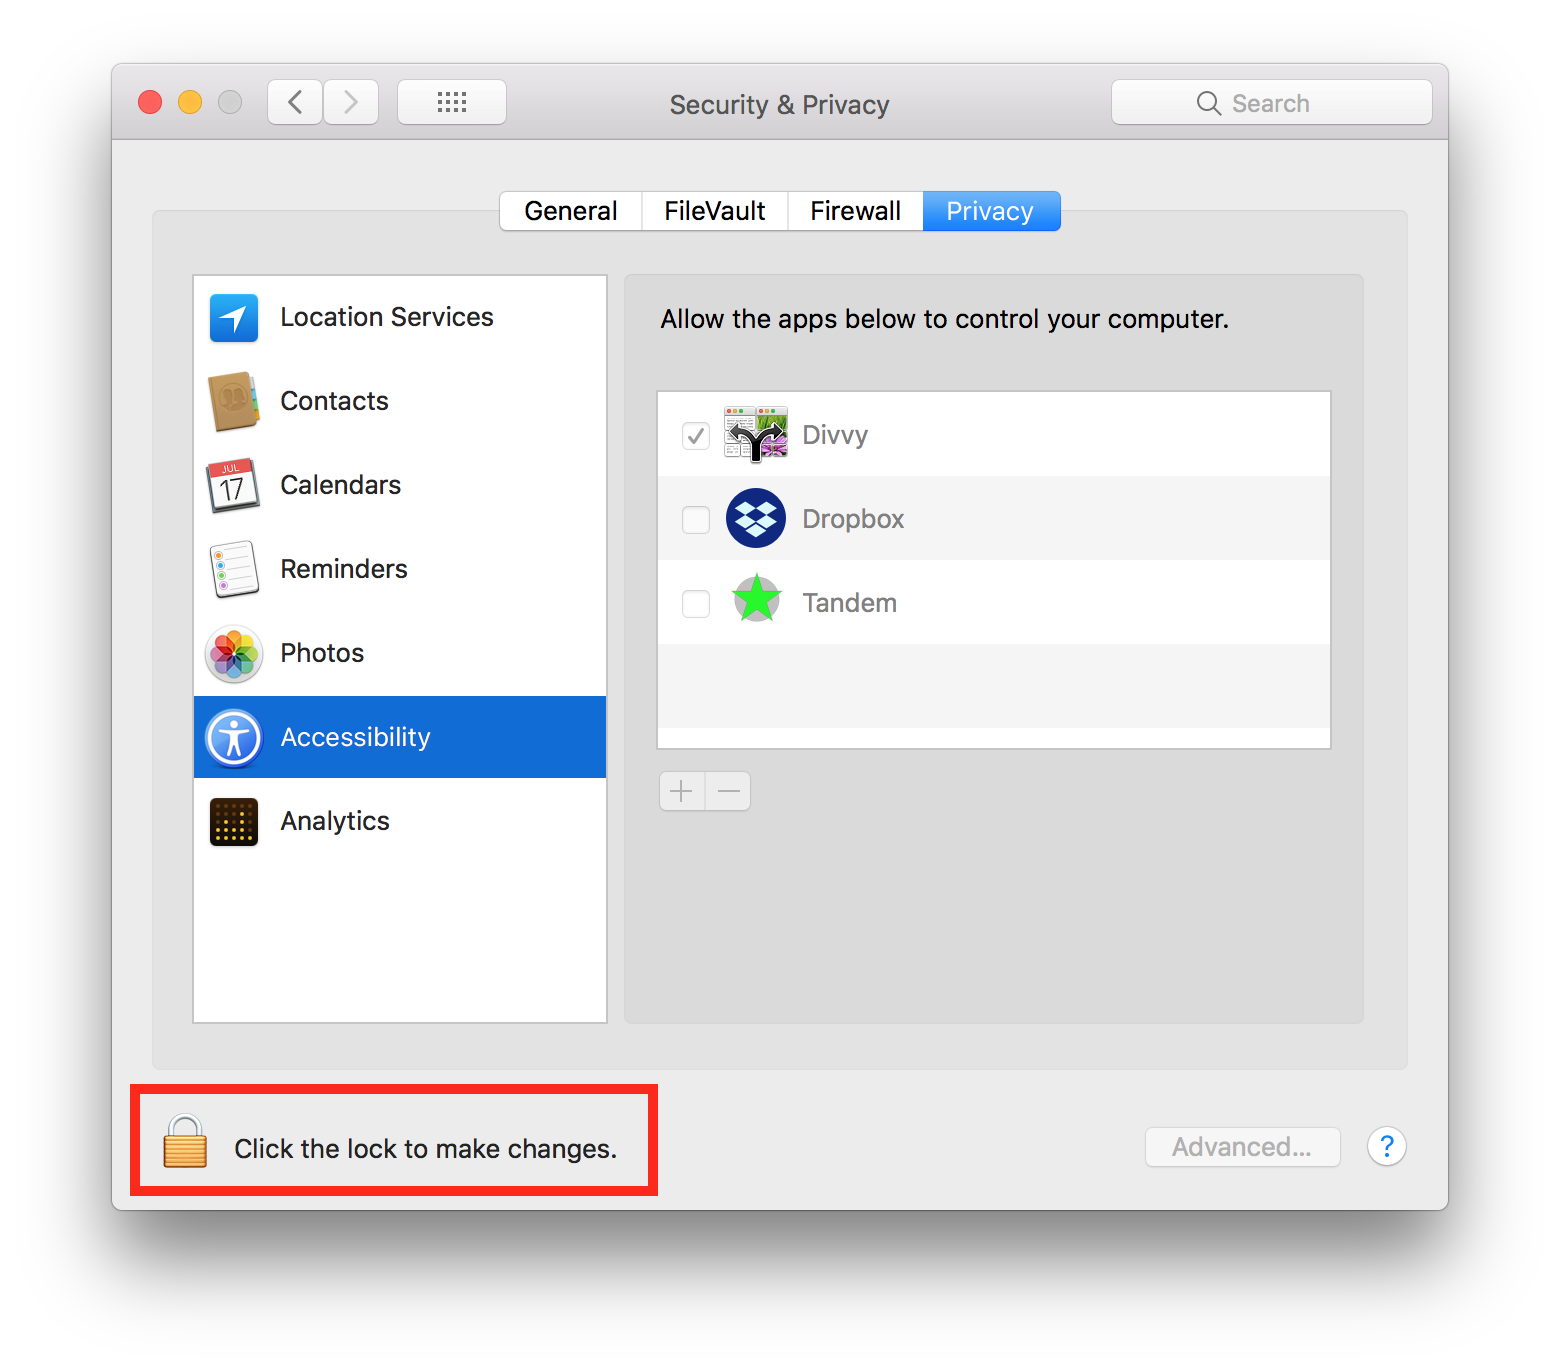 Security & Privacy
Search
General
FileVault
Firewall
Privacy
Location Services
Contacts
JUL
17
Calendars
Reminders
Photos
Accessibility
Analytics
Allow the apps below to control your computer.
Divvy
Dropbox
Tandem
Click the lock to make changes.
Advanced...
?